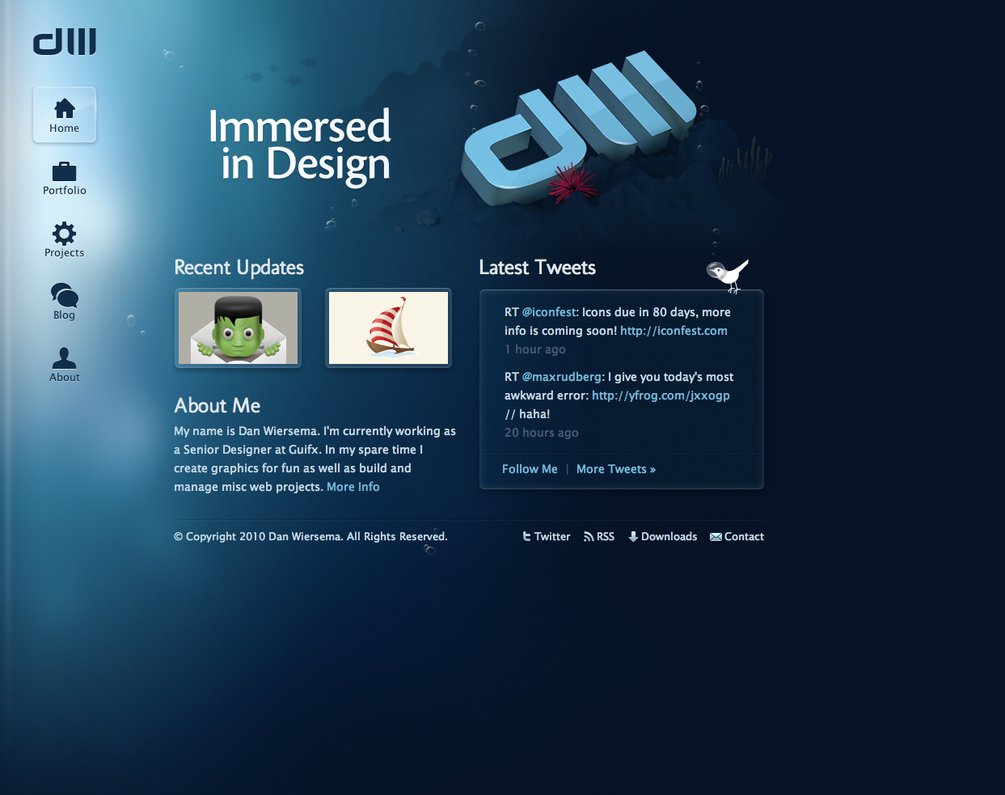 dw
Home
Portfolio
Projects
Blog
About
Immersed
in Design
dw
Recent Updates
About Me
My name is Dan Wiersema. I'm currently working as
a Senior Designer at Guifx. In my spare time I
create graphics for fun as well as build and
manage misc web projects. More Info
Latest Tweets
RT @iconfest: Icons due in 80 days, more
info is coming soon! http://iconfest.com
1 hour ago
RT @maxrudberg: I give you today's most
awkward error: http://yfrog.com/jxxogp
// haha!
20 hours ago
Follow Me | More Tweets »
© Copyright 2010 Dan Wiersema. All Rights Reserved.
Twitter RSS Downloads Contact